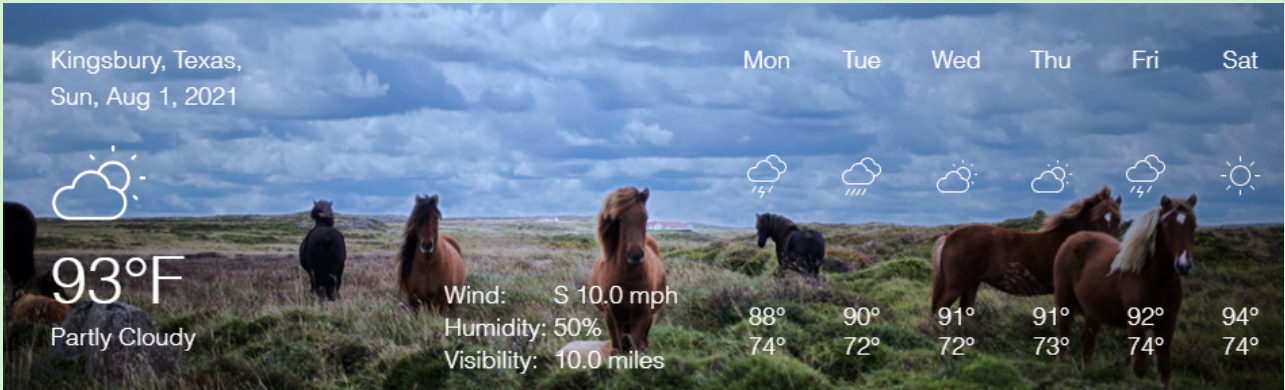 Kingsbury, Texas,
Sun, Aug 1, 2021
93°F
Partly Cloudy
Wind: S 10.0 mph
Humidity: 50%
Visibility: 10.0 miles
Mon Tue Wed Thu Fri Sat
88° 90° 91° 91° 92° 94°
74° 72° 72° 73° 74° 74°